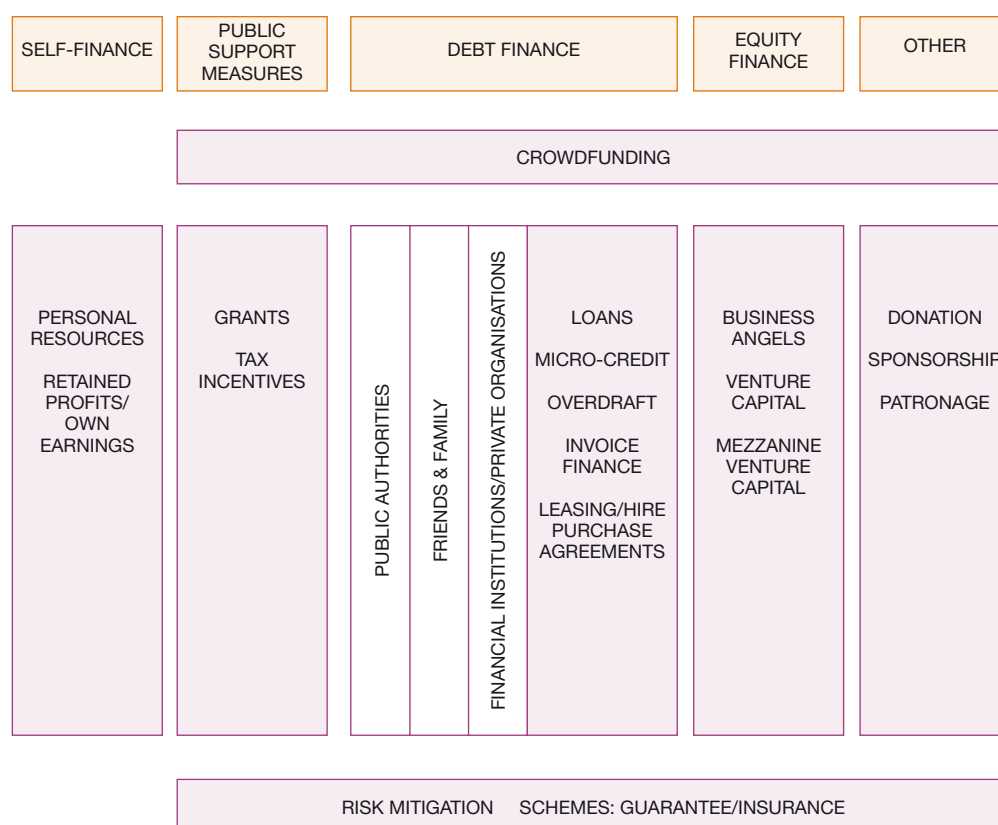 SELF-FINANCE
PUBLIC
SUPPORT
MEASURES
DEBT FINANCE
EQUITY
FINANCE
OTHER
CROWDFUNDING
PERSONAL
RESOURCES
RETAINED
PROFITS/
OWN
EARNINGS
GRANTS
TAX
INCENTIVES
PUBLIC AUTHORITIES
FRIENDS & FAMILY
FINANCIAL INSTITUTIONS/PRIVATE ORGANISATIONS
LOANS
MICRO-CREDIT
OVERDRAFT
INVOICE
FINANCE
LEASING/HIRE
PURCHASE
AGREEMENTS
BUSINESS
ANGELS
VENTURE
CAPITAL
MEZZANINE
VENTURE
CAPITAL
DONATION
SPONSORSHIP
PATRONAGE
RISK MITIGATION SCHEMES: GUARANTEE/INSURANCE